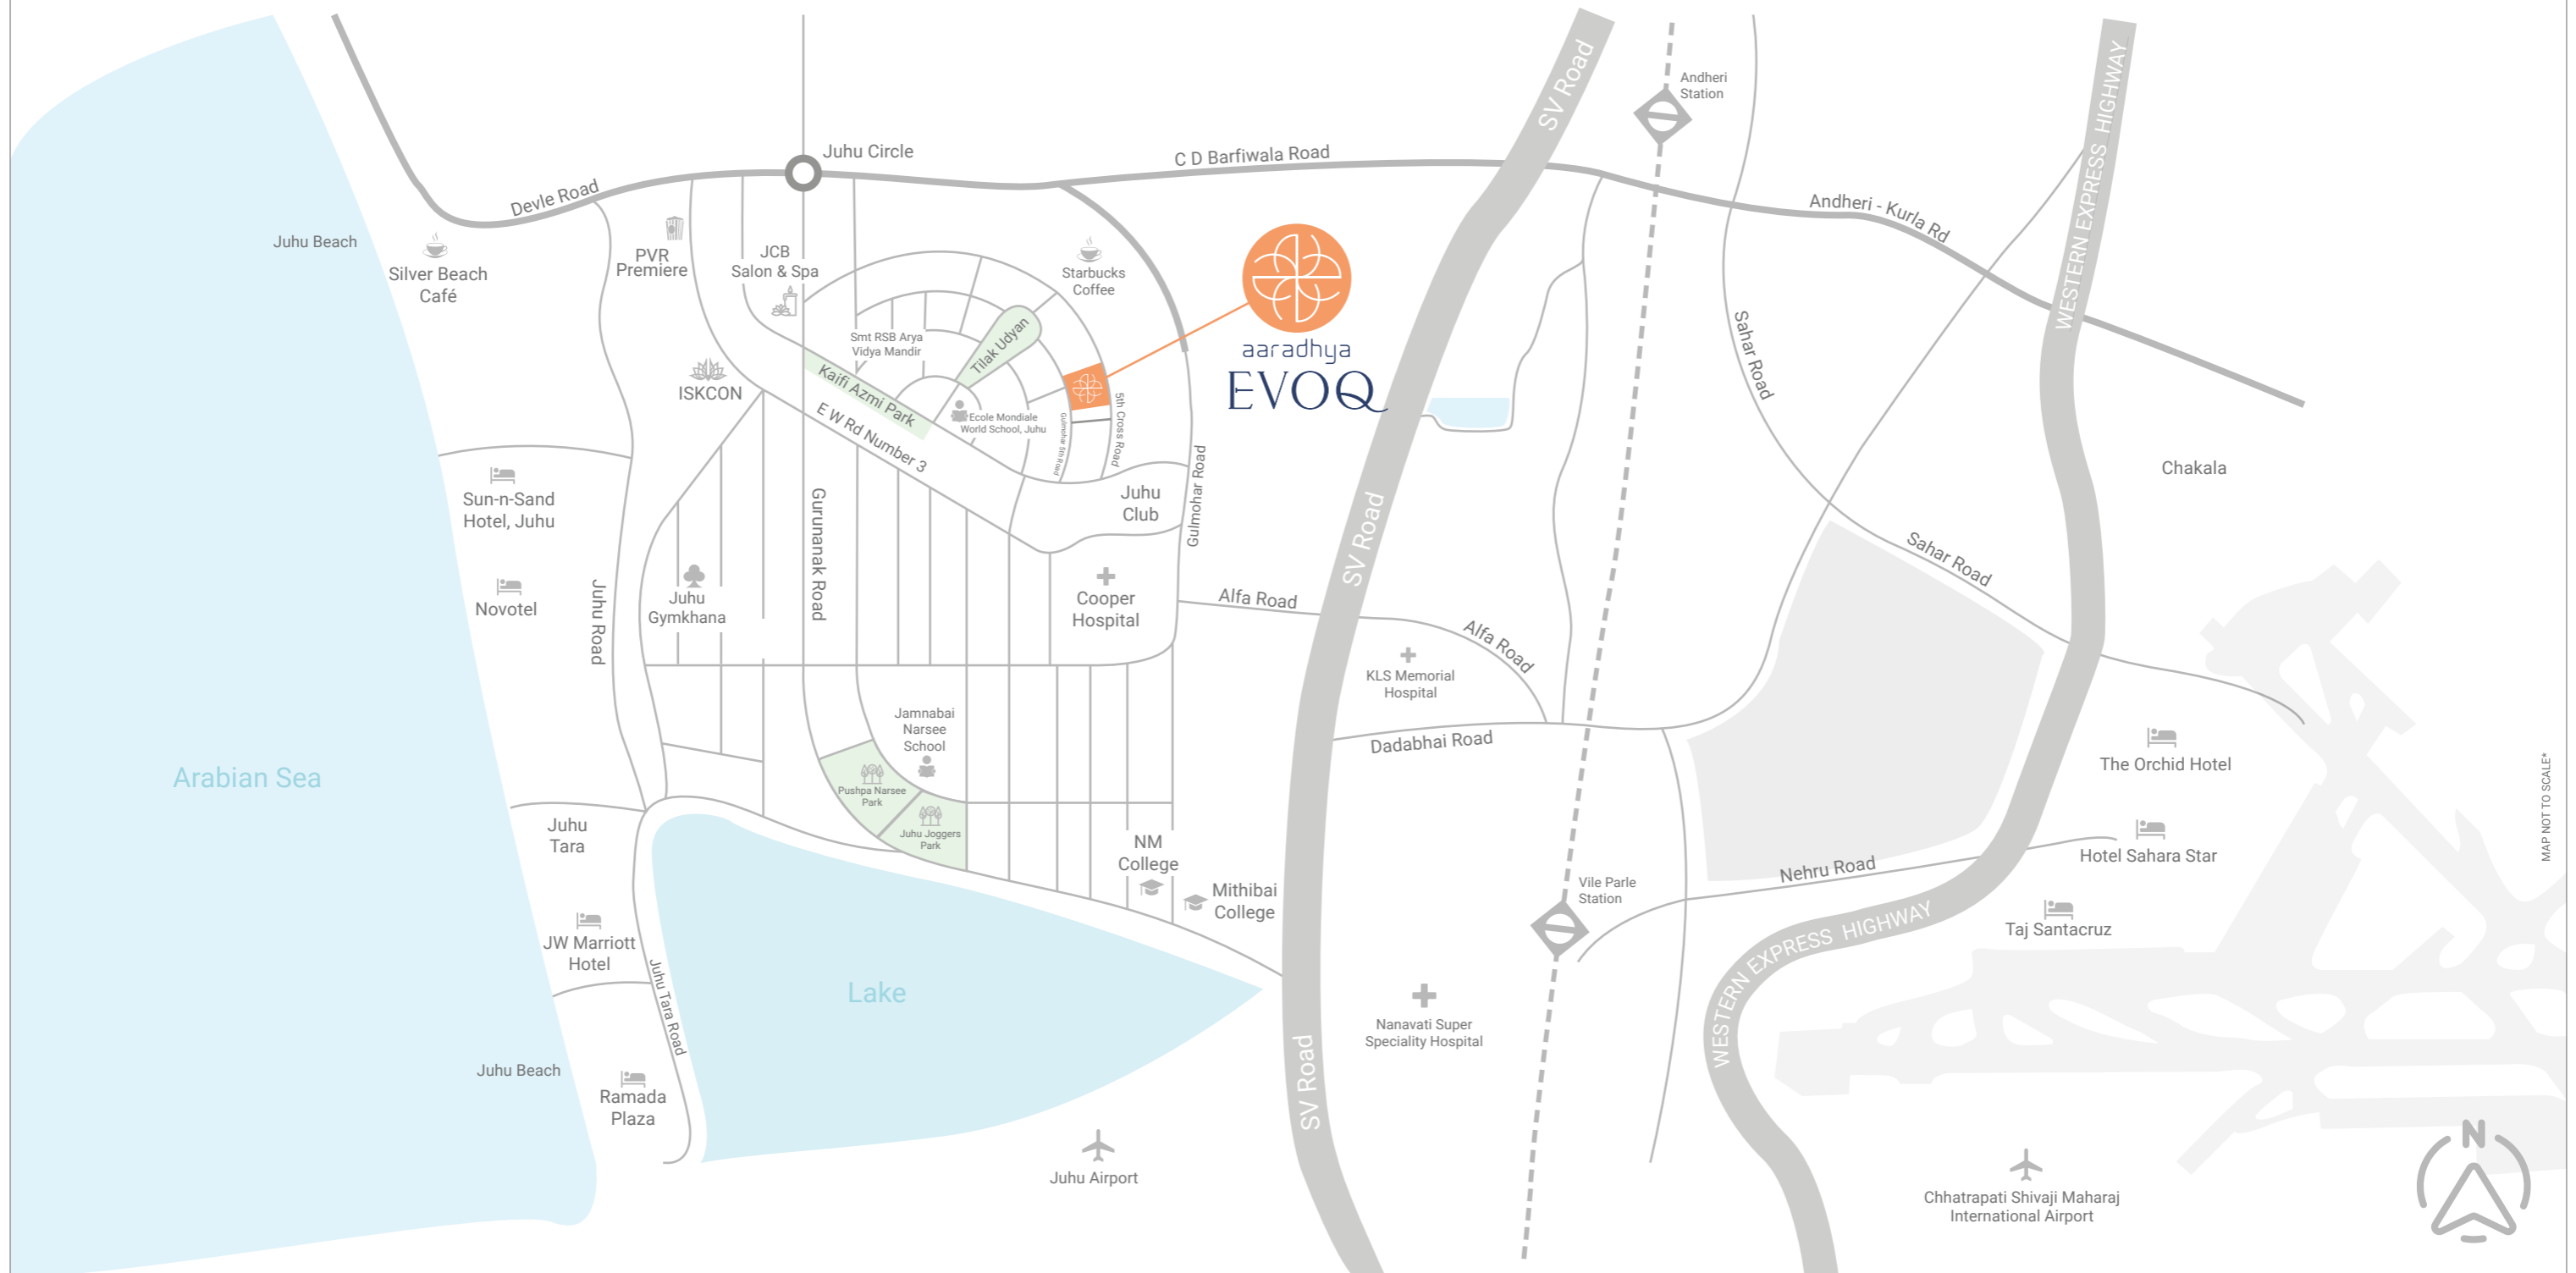 SV Road
WESTERN EXPRESS HIGHWAY
Andheri
Station
Juhu Circle
C D Barfiwala Road
Devle Road
Andheri - Kurla Rd
Juhu Beach
Silver Beach
Café
PVR
Premiere
JCB
Salon & Spa
Starbucks
Coffee
aaradhya
EVOQ
Smt RSB Arya
Vidya Mandir
Tilak Udyan
Sahar Road
ISKCON
Kaifi Azmi Park
E W Rd Number 3
Ecole Mondiale
World School, Juhu
Gulmohar 5th Road
5th Cross Road
Gulmohar Road
Chakala
Sun-n-Sand
Hotel, Juhu
Juhu
Club
Gurunanak Road
SV Road
Sahar Road
Novotel
Juhu Road
Juhu
Gymkhana
Cooper
Hospital
Alfa Road
Alfa Road
KLS Memorial
Hospital
Jamnabai
Narsee
School
Dadabhai Road
The Orchid Hotel
Arabian Sea
Pushpa Narsee
Park
Juhu Joggers
Park
Juhu
Tara
NM
College
Mithibai
College
Nehru Road
Hotel Sahara Star
MAP NOT TO SCALE*
Vile Parle
Station
WESTERN EXPRESS HIGHWAY
Taj Santacruz
JW Marriott
Hotel
Juhu Tara Road
Lake
Nanavati Super
Speciality Hospital
SV Road
Juhu Beach
Ramada
Plaza
Juhu Airport
Chhatrapati Shivaji Maharaj
International Airport
N